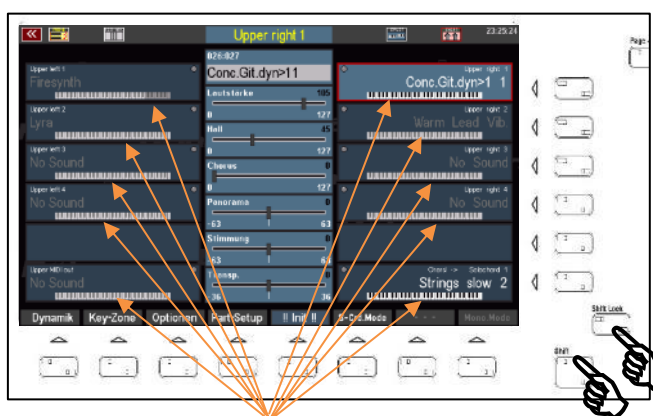 Upper right 1
23:25:24
Page
026:027
Upper left 1
Firesynth
Conc.Git.dyn>11
Upper right 1
Conc.Git.dyn>1 1
Lautstärke 105
0 127
Upper left 2
Lyra
Upper right 2
Warm Lead Vib.
Hall 45
0 127
Upper left 3
No Sound
Upper right 3
No Sound
Chorus 0
0 127
Upper left 4
No Sound
Upper right 4
No Sound
Panorama 0
-63 63
Stimmung 0
-63 63
Upper MIDI out
No Sound
Transp. 0
-36 36
Choral -> Solochord 1
Strings slow 2
Dynamik Key-Zone Optionen Part-Setup !! Init !! - - - Mono.Mode
Shift Lock
Shift